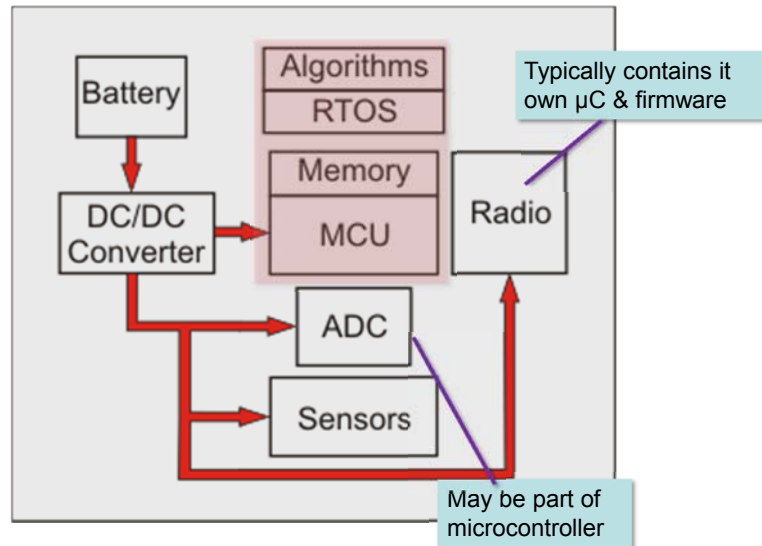 Battery
Algorithms
RTOS
Typically contains it
own µC & firmware
Memory
MCU
Radio
DC/DC
Converter
ADC
Sensors
May be part of
microcontroller